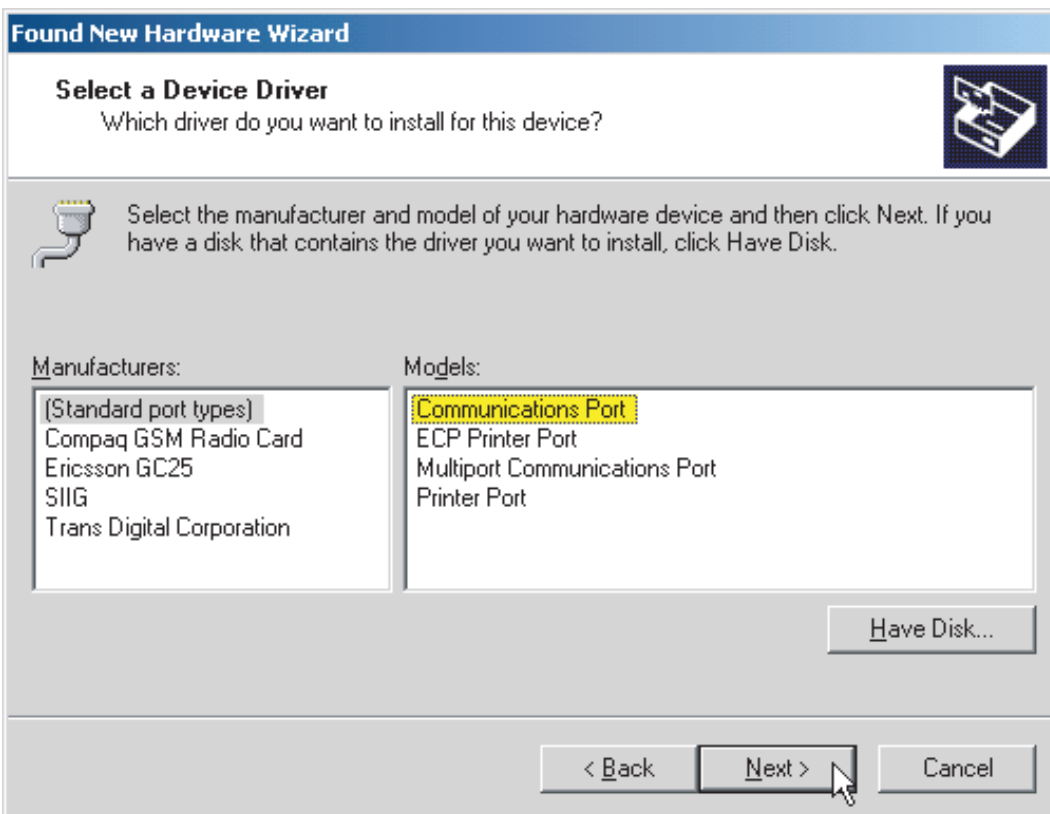 Found New Hardware Wizard
Select a Device Driver
Which driver do you want to install for this device?
Select the manufacturer and model of your hardware device and then click Next. If you
have a disk that contains the driver you want to install, click Have Disk.
Manufacturers:
(Standard port types)
Compaq GSM Radio Card
Ericsson GC25
SIIG
Trans Digital Corporation
Models:
Communications Port
ECP Printer Port
Multiport Communications Port
Printer Port
Have Disk...
< Back
Next >
Cancel